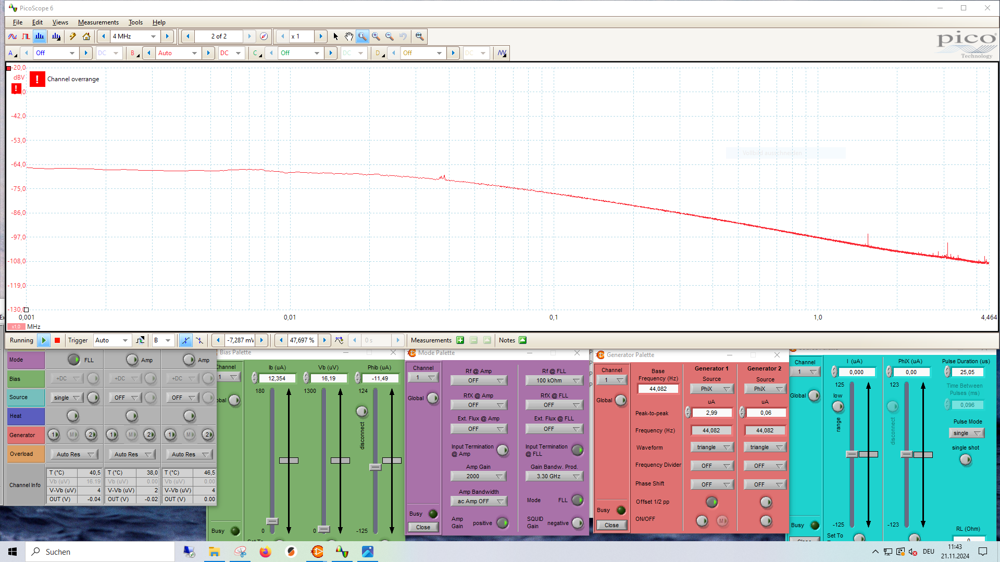 PicoScope 6
File Edit Views Measurements Tools Help
4 MHz 2 of 2 x 1
pico
Technology
A Off DC B Auto DC C Off DC D Off DC
-20,0
dBV
! Channel overrange
!
-42,0
-53,0
Vollbild ausschneiden
-64,0
-75,0
-86,0
-97,0
-108,0
-119,0
-130,0
Ex
0,001 0,01 0,1 1,0 4,464
x1,0 MHz
Running Trigger Auto B -7,287 mV 47,697 % 0 s Measurements Notes
Mode FLL Amp Amp
Bias +DC +DC +DC
Source single OFF OFF
Heat
Generator 1 M 2 1 M 2 1 M 2
Overload Auto Res Auto Res Auto Res
Channel Info
T (°C) 40,5 T (°C) 38,0 T (°C) 46,5
Vb (uV) 16.19 Vb (uV) 0.00 Vb (uV) 0.00
V-Vb (uV) 4 V-Vb (uV) 2 V-Vb (uV) 4
OUT (V) -0.04 OUT (V) -0.02 OUT (V) 0.00
Bias Palette
Channel
1
Ib (uA) Vb (uV) Phib (uA)
12,354 16,19 -11,49
180 1300 124
disconnect
0 0 -125
Busy
Mode Palette
Channel
1
Global
Rf @ Amp Rf @ FLL
OFF 100 kOhm
RfX @ Amp RfX @ FLL
OFF OFF
Ext. Flux @ Amp Ext. Flux @ FLL
OFF OFF
Input Termination Input Termination
@ Amp @ FLL
Amp Gain Gain Bandw. Prod.
2000 3.30 GHz
Amp Bandwidth
ac Amp OFF Mode FLL
Busy
Amp Gain positive SQUID Gain negative
Close
Generator Palette
Channel
1
Global
Base
Frequency (Hz)
44,082
Generator 1 Generator 2
Source Source
PhiX PhiX
uA uA
Peak-to-peak 2,99 0,06
Frequency (Hz) 44,082 44,082
Waveform triangle triangle
Frequency Divider OFF OFF
Phase Shift OFF OFF
Offset 1/2 pp
ON/OFF M
Busy
Close
Channel
1
Global
I (uA) PhiX (uA) Pulse Duration (us)
0,000 0,00 25,05
125 123
low
range
disconnect
Time Between
Pulses (ms)
0,096
Pulse Mode
single
single shot
-125 -123
Busy
Set To
RL (Ohm)
0
Suchen
DEU
11:43
21.11.2024